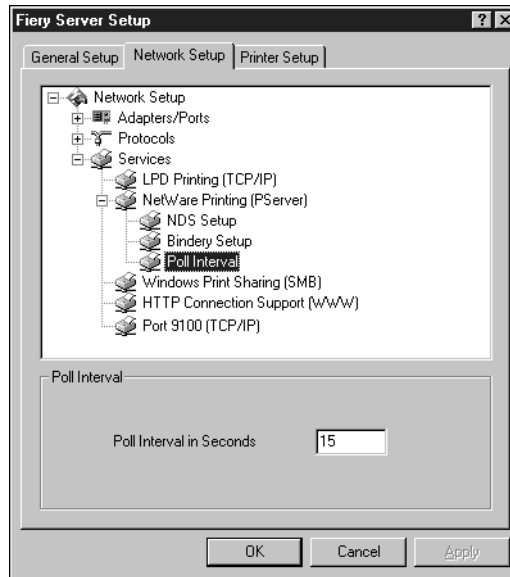 Fiery Server Setup
General Setup Network Setup Printer Setup
Network Setup
Adapters/Ports
Protocols
Services
LPD Printing (TCP/IP)
NetWare Printing (PServer)
NDS Setup
Bindery Setup
Poll Interval
Windows Print Sharing (SMB)
HTTP Connection Support (WWW)
Port 9100 (TCP/IP)
Poll Interval
Poll Interval in Seconds 15
OK Cancel Apply